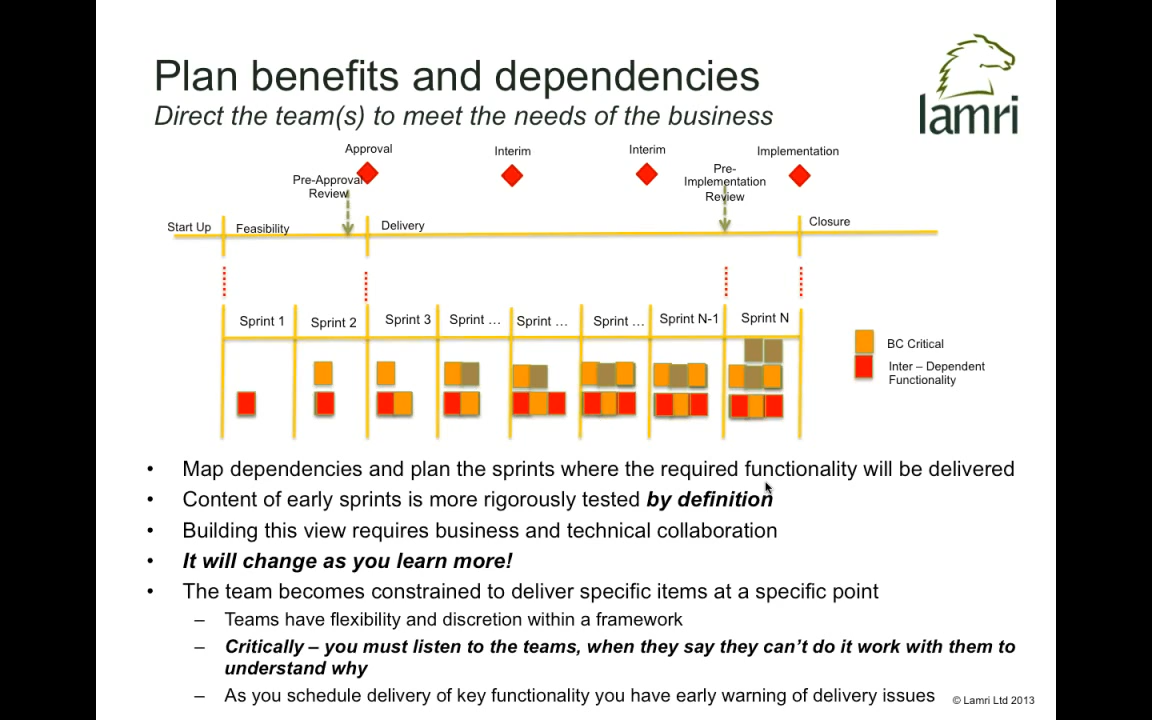 Plan benefits and dependencies
Direct the team(s) to meet the needs of the business
lamri
Approval
Interim
Interim
Implementation
Pre-Approval
Review
Pre-
Implementation
Review
Start Up
Feasibility
Delivery
Closure
Sprint 1
Sprint 2
Sprint 3
Sprint …
Sprint …
Sprint …
Sprint N-1
Sprint N
BC Critical
Inter – Dependent
Functionality
• Map dependencies and plan the sprints where the required functionality will be delivered
• Content of early sprints is more rigorously tested by definition
• Building this view requires business and technical collaboration
• It will change as you learn more!
• The team becomes constrained to deliver specific items at a specific point
– Teams have flexibility and discretion within a framework
– Critically – you must listen to the teams, when they say they can't do it work with them to
understand why
– As you schedule delivery of key functionality you have early warning of delivery issues
© Lamri Ltd 2013